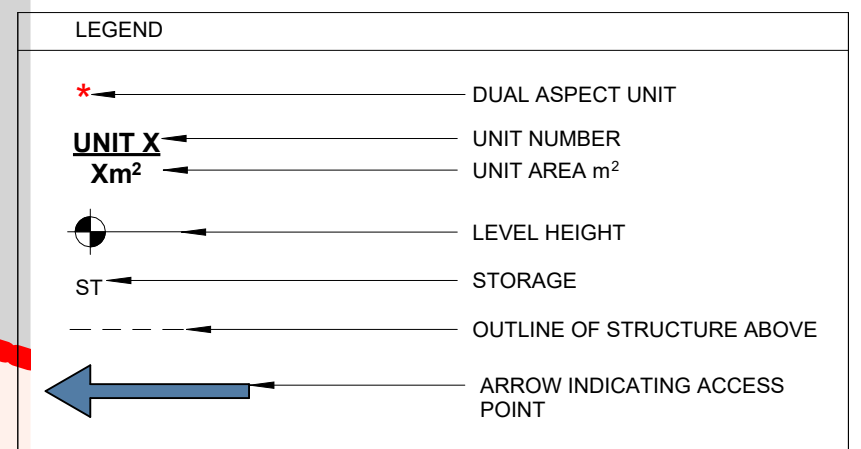 LEGEND
* DUAL ASPECT UNIT
UNIT X UNIT NUMBER
Xm² UNIT AREA m²
LEVEL HEIGHT
ST STORAGE
OUTLINE OF STRUCTURE ABOVE
ARROW INDICATING ACCESS
POINT